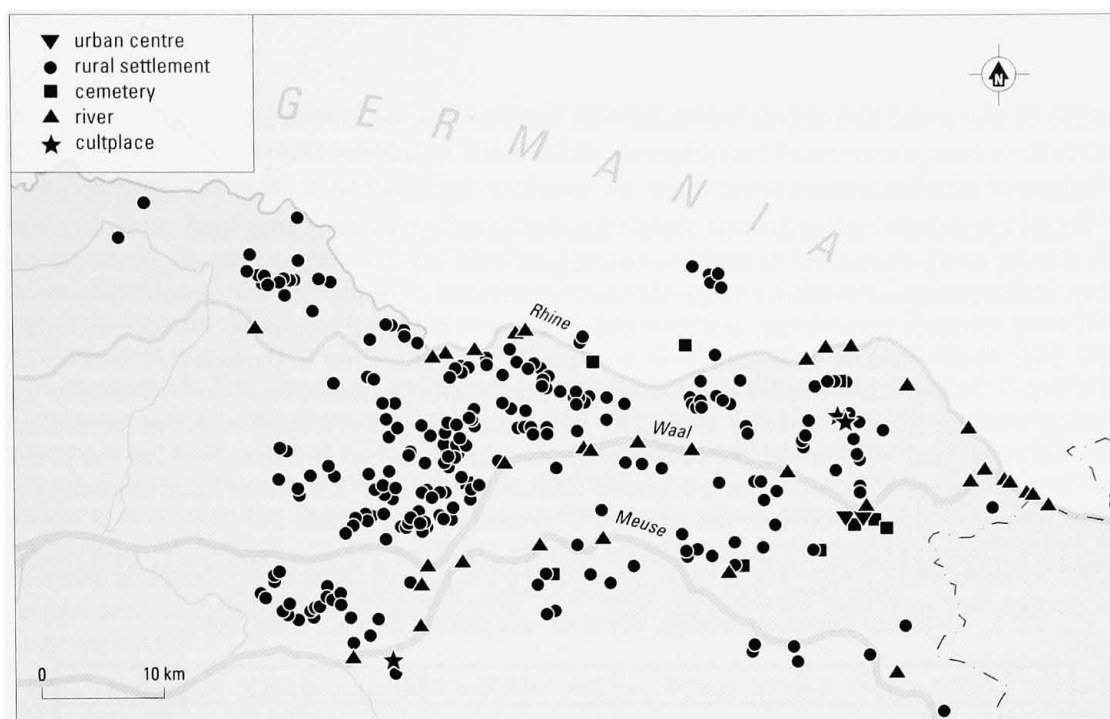 urban centre
rural settlement
cemetery
river
cultplace
N
GERMANIA
Rhine
Waal
Meuse
0 10 km